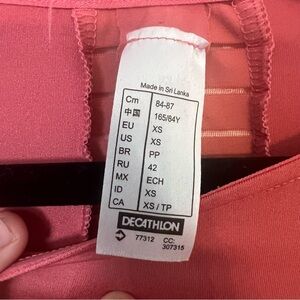 Made in Sri Lanka
Cm 84-87
中国 165/84Y
EU XS
US XS
BR PP
RU 42
MX ECH
ID XS
CA XS / TP
DECATHLON
77312 CC:
307315